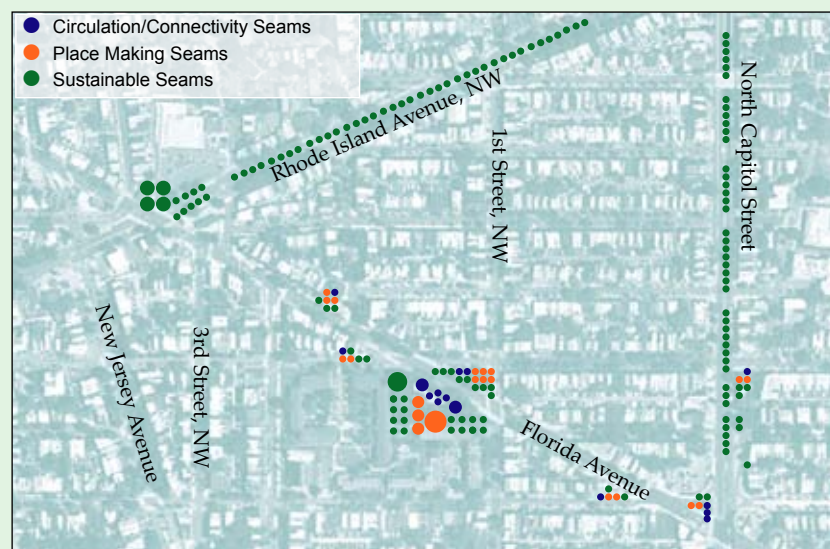 Circulation/Connectivity Seams
Place Making Seams
Sustainable Seams
Rhode Island Avenue, NW
1st Street, NW
North Capitol Street
New Jersey Avenue
3rd Street, NW
Florida Avenue